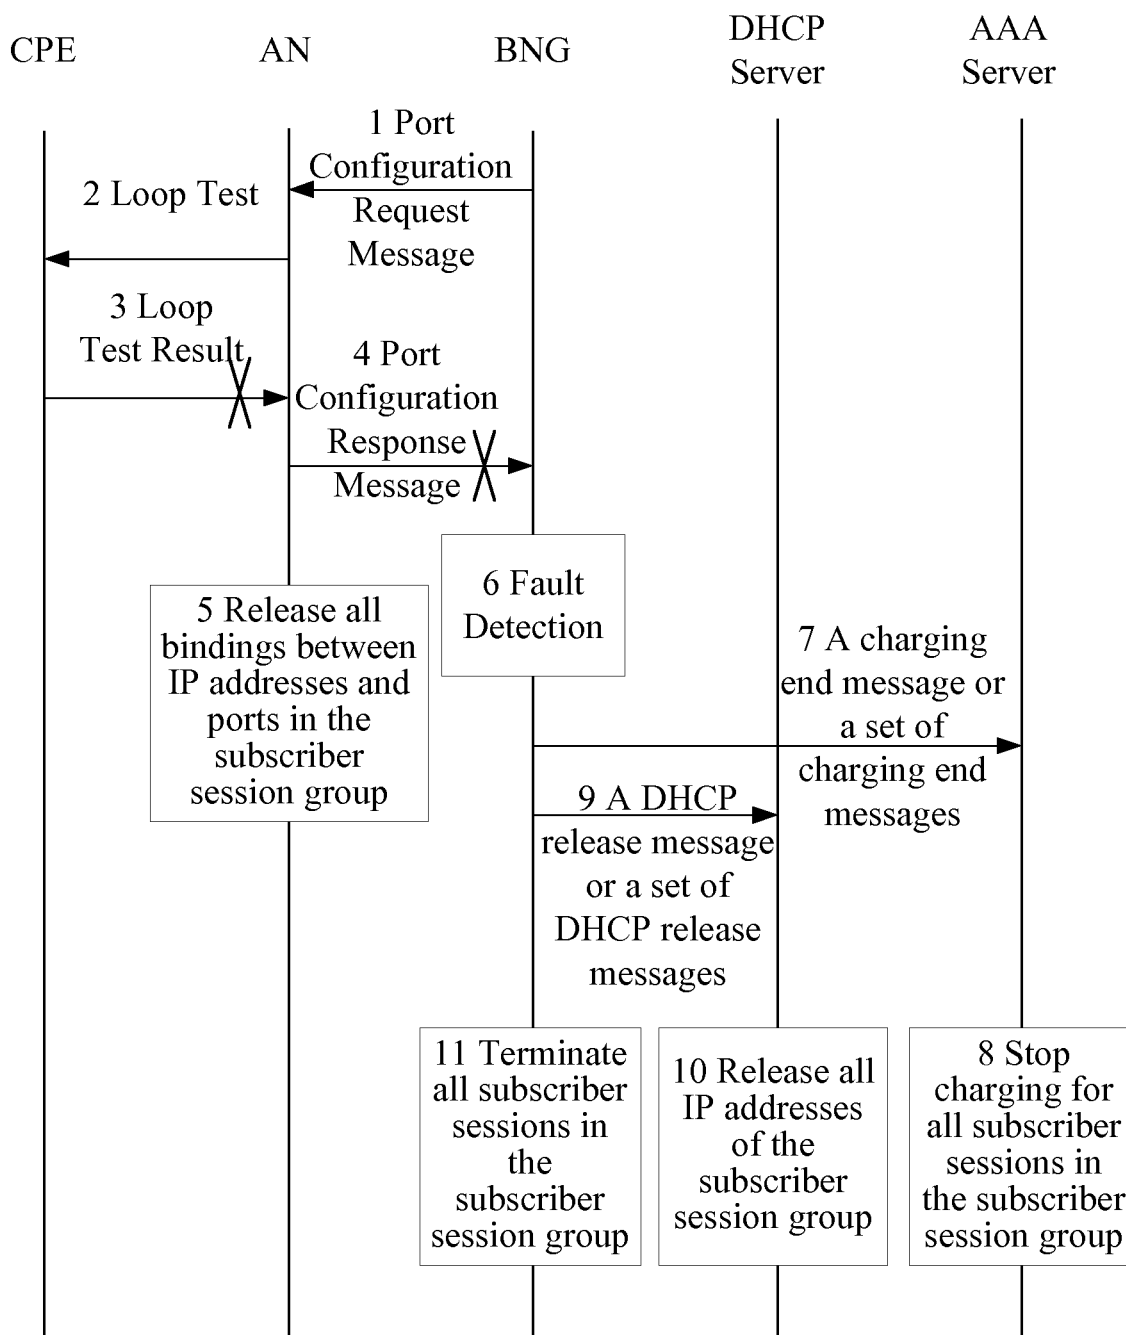 CPE
AN
BNG
DHCP
Server
AAA
Server
1 Port
Configuration
Request
Message
2 Loop Test
3 Loop
Test Result
4 Port
Configuration
Response
Message
5 Release all
bindings between
IP addresses and
ports in the
subscriber
session group
6 Fault
Detection
7 A charging
end message or
a set of
charging end
messages
9 A DHCP
release message
or a set of
DHCP release
messages
11 Terminate
all subscriber
sessions in
the
subscriber
session group
10 Release all
IP addresses
of the
subscriber
session group
8 Stop
charging for
all subscriber
sessions in
the subscriber
session group